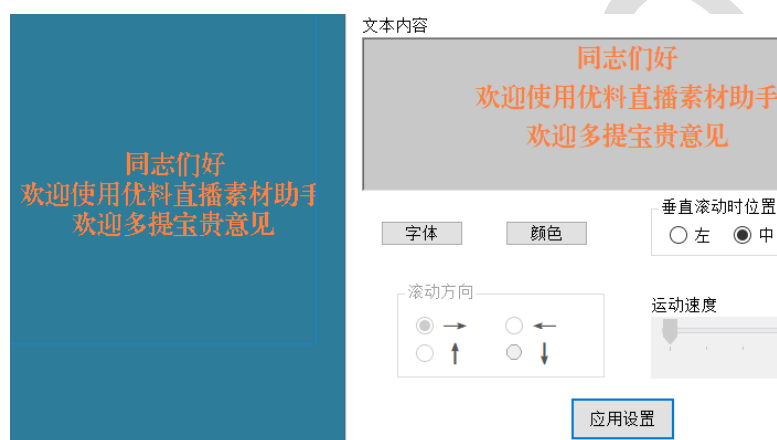 同志们好
欢迎使用优料直播素材助手
欢迎多提宝贵意见
文本内容
同志们好
欢迎使用优料直播素材助手
欢迎多提宝贵意见
字体
颜色
垂直滚动时位置
左
中
滚动方向
→
←
↑
↓
运动速度
应用设置